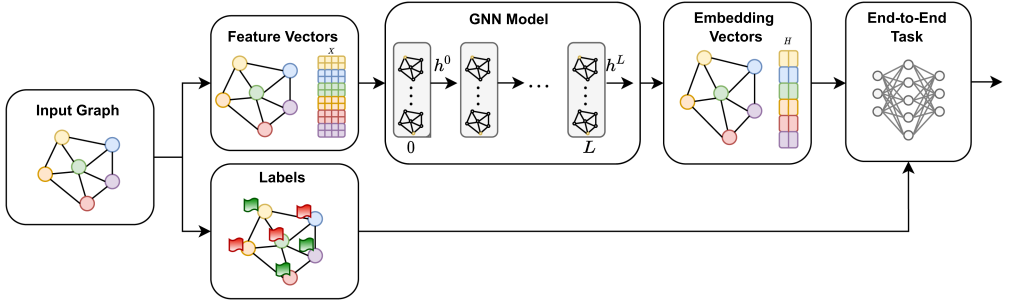 Input Graph
Feature Vectors
X
Labels
GNN Model
h^0
h^L
...
0
L
Embedding
Vectors
H
End-to-End
Task